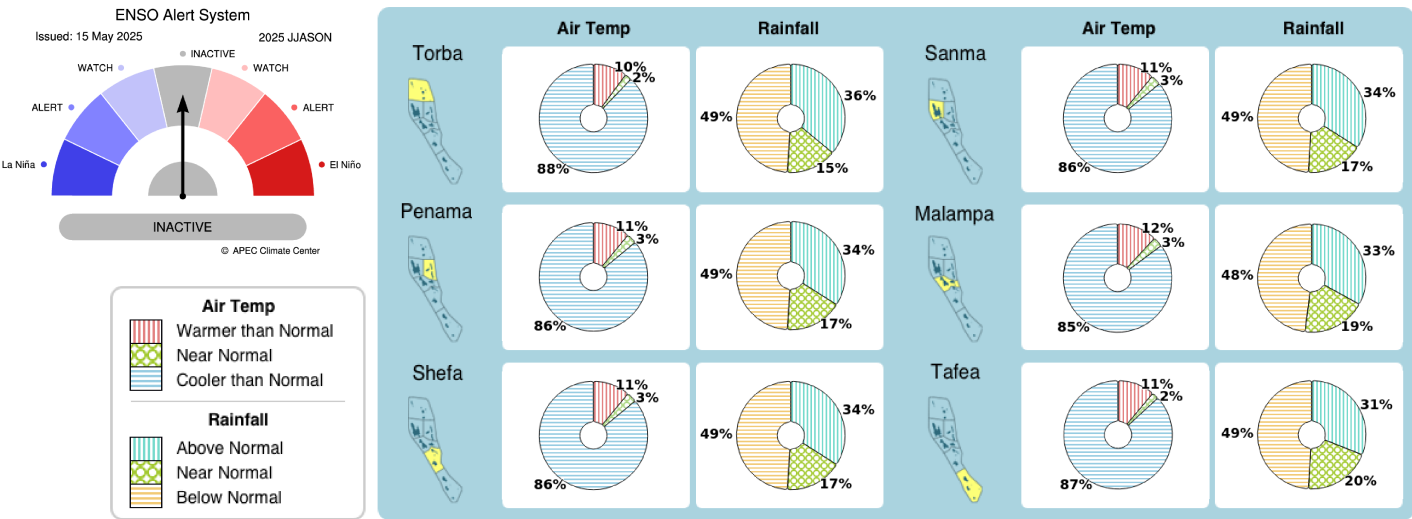 ENSO Alert System
Issued: 15 May 2025
2025 JJASON
INACTIVE
WATCH
WATCH
ALERT
ALERT
La Niña
El Niño
INACTIVE
© APEC Climate Center
Air Temp
Warmer than Normal
Near Normal
Cooler than Normal
Rainfall
Above Normal
Near Normal
Below Normal
Air Temp
Rainfall
Air Temp
Rainfall
Torba
10%
2%
88%
36%
49%
15%
Sanma
11%
3%
86%
34%
49%
17%
Penama
11%
3%
86%
34%
49%
17%
Malampa
12%
3%
85%
33%
48%
19%
Shefa
11%
3%
86%
34%
49%
17%
Tafea
11%
2%
87%
31%
49%
20%